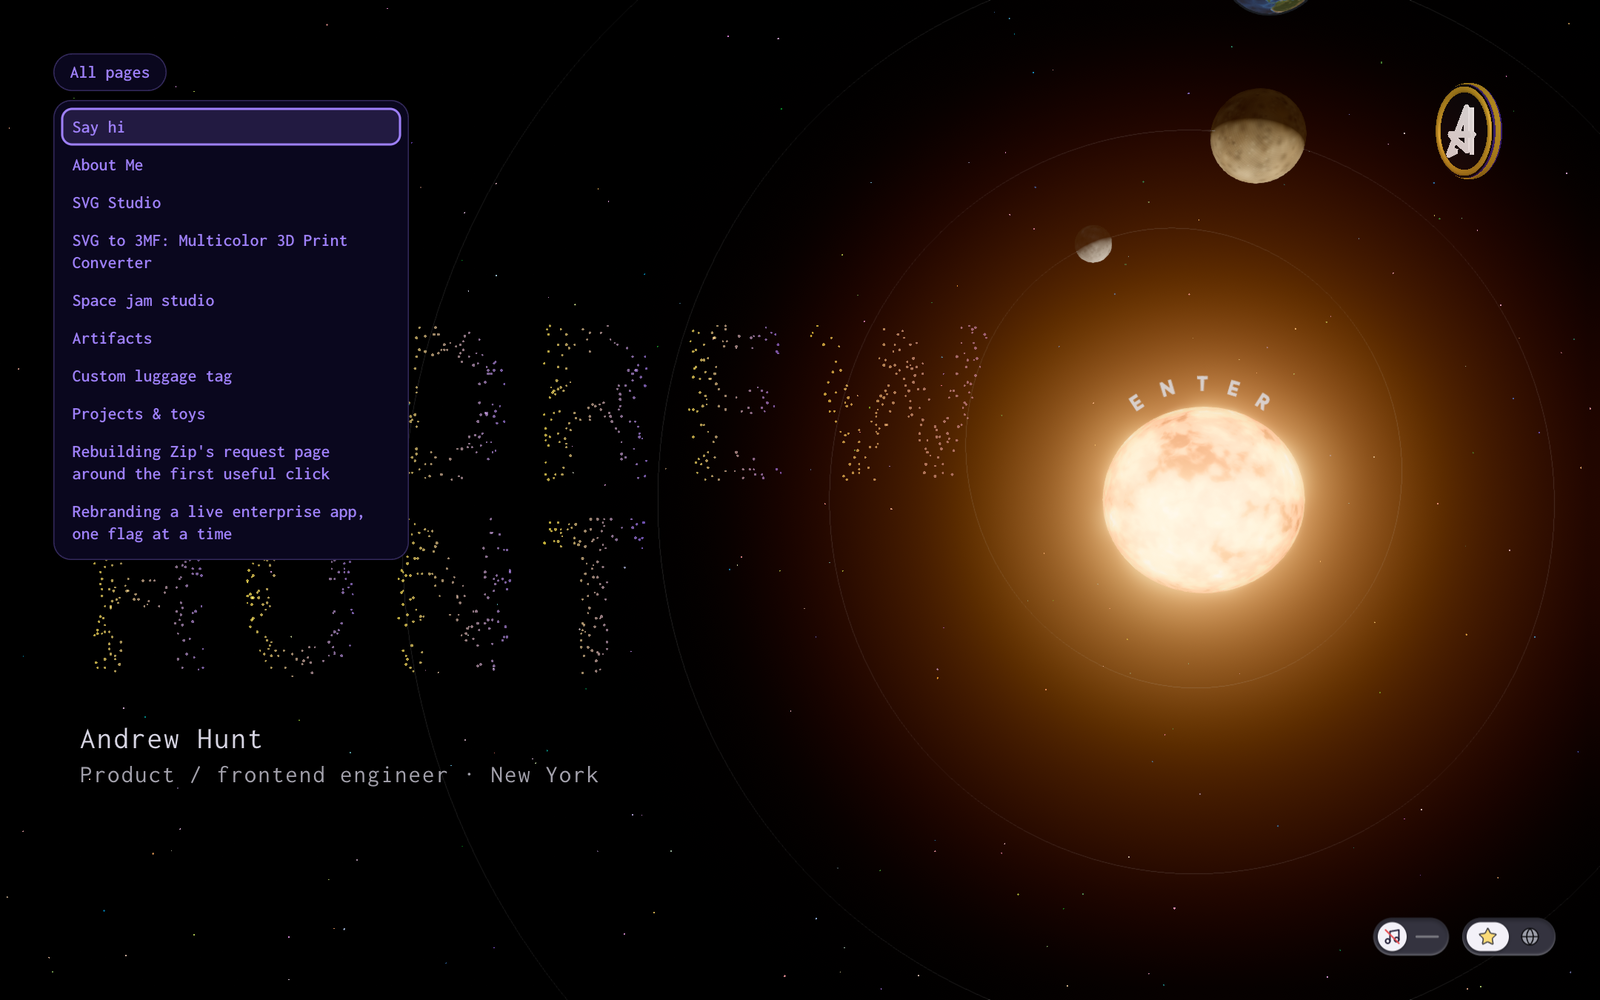 All pages
Say hi
About Me
SVG Studio
SVG to 3MF: Multicolor 3D Print
Converter
Space jam studio
Artifacts
Custom luggage tag
Projects & toys
Rebuilding Zip's request page
around the first useful click
Rebranding a live enterprise app,
one flag at a time
DREW
HUNT
ENTER
A
Andrew Hunt
Product / frontend engineer · New York